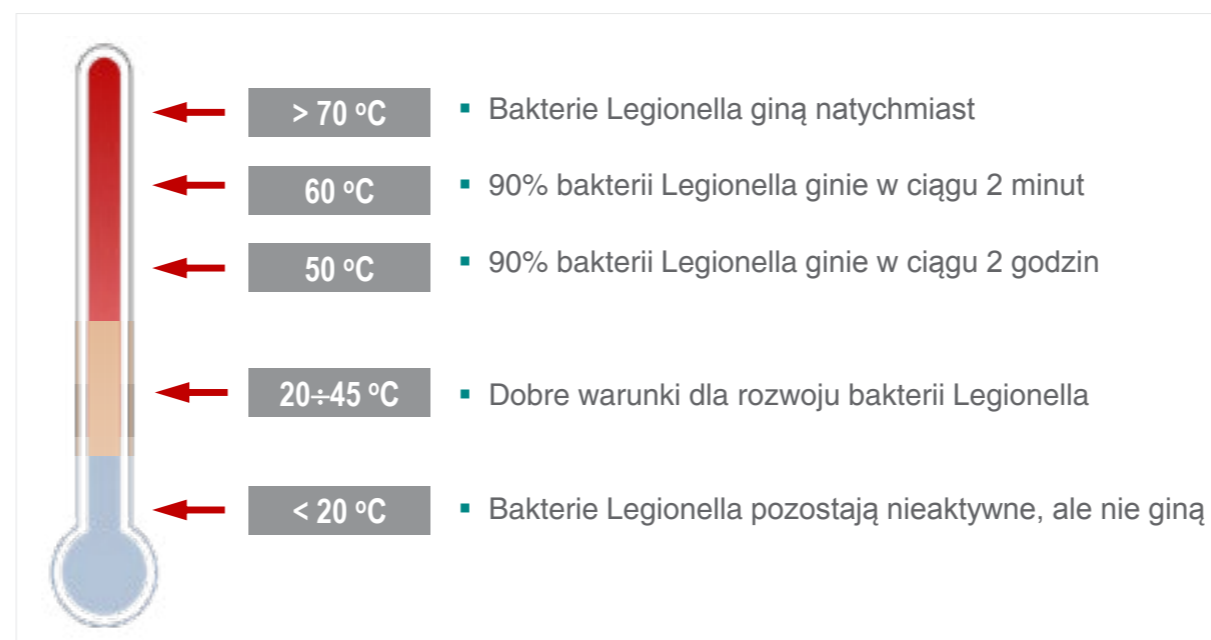 > 70 °C ▪ Bakterie Legionella giną natychmiast
60 °C ▪ 90% bakterii Legionella ginie w ciągu 2 minut
50 °C ▪ 90% bakterii Legionella ginie w ciągu 2 godzin
20÷45 °C ▪ Dobre warunki dla rozwoju bakterii Legionella
< 20 °C ▪ Bakterie Legionella pozostają nieaktywne, ale nie giną